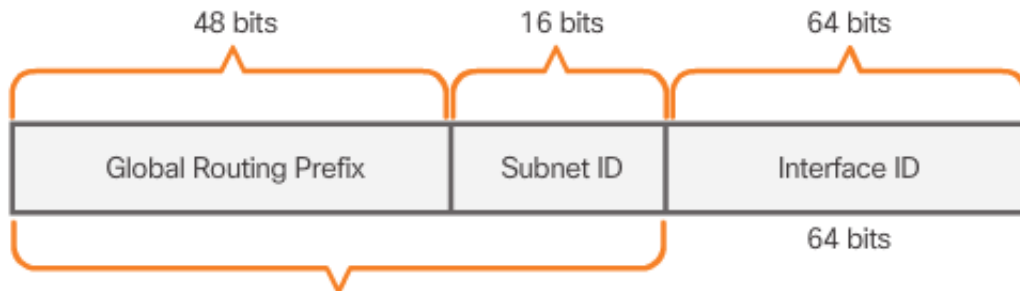 48 bits 16 bits 64 bits
Global Routing Prefix Subnet ID Interface ID
64 bits